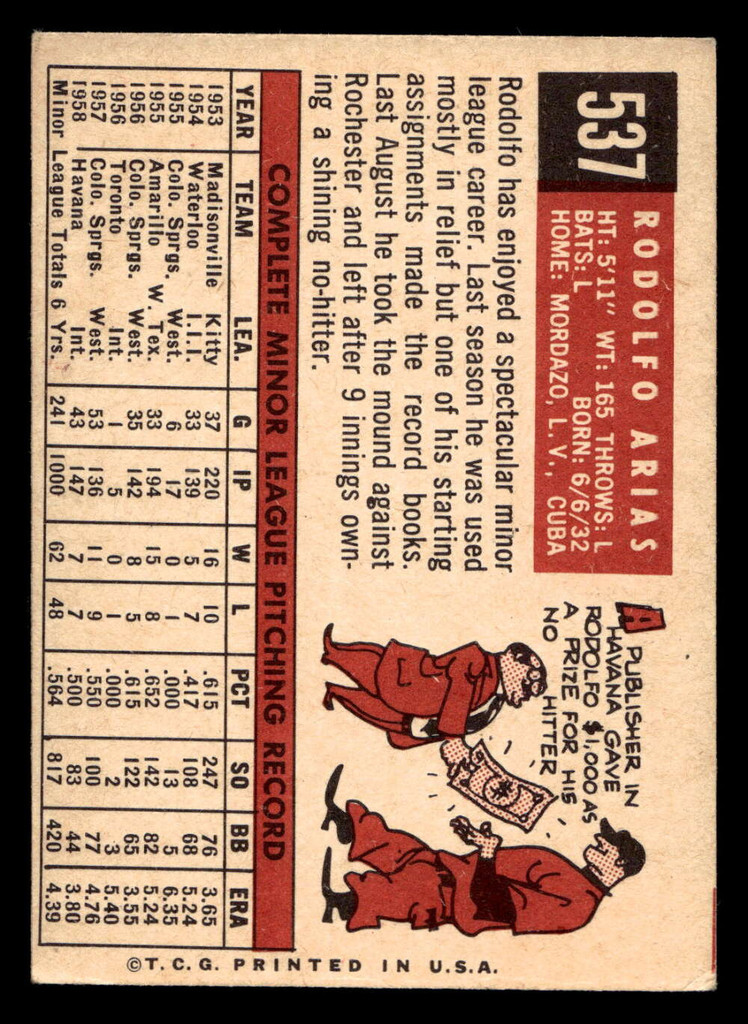 537
RODOLFO ARIAS
HT: 5'11" WT: 165 THROWS: L
BATS: L BORN: 6/6/32
HOME: MORDAZO, L.V., CUBA
Rodolfo has enjoyed a spectacular minor
league career. Last season he was used
mostly in relief but one of his starting
assignments made the record books.
Last August he took the mound against
Rochester and left after 9 innings own-
ing a shining no-hitter.
A PUBLISHER IN
HAVANA GAVE
RODOLFO $1,000 AS
A PRIZE FOR HIS
NO HITTER
COMPLETE MINOR LEAGUE PITCHING RECORD
YEAR TEAM LEA. G IP W L PCT SO BB ERA
1953 Madisonville Kitty 37 220 16 10 .615 247 76 3.65
1954 Waterloo I.I.I. 33 139 5 7 .417 108 68 5.24
1955 Colo. Sprgs. West. 6 17 0 1 .000 13 5 6.35
1955 Amarillo W. Tex. 33 194 15 8 .652 142 82 5.24
1956 Colo. Sprgs. West. 35 142 8 5 .615 122 65 3.55
1956 Toronto Int. 1 5 0 1 .000 2 3 5.40
1957 Colo. Sprgs. West. 53 136 11 9 .550 100 77 4.76
1958 Havana Int. 43 147 7 7 .500 83 44 3.80
Minor League Totals 6 Yrs. 241 1000 62 48 .564 817 420 4.39
© T.C.G. PRINTED IN U.S.A.